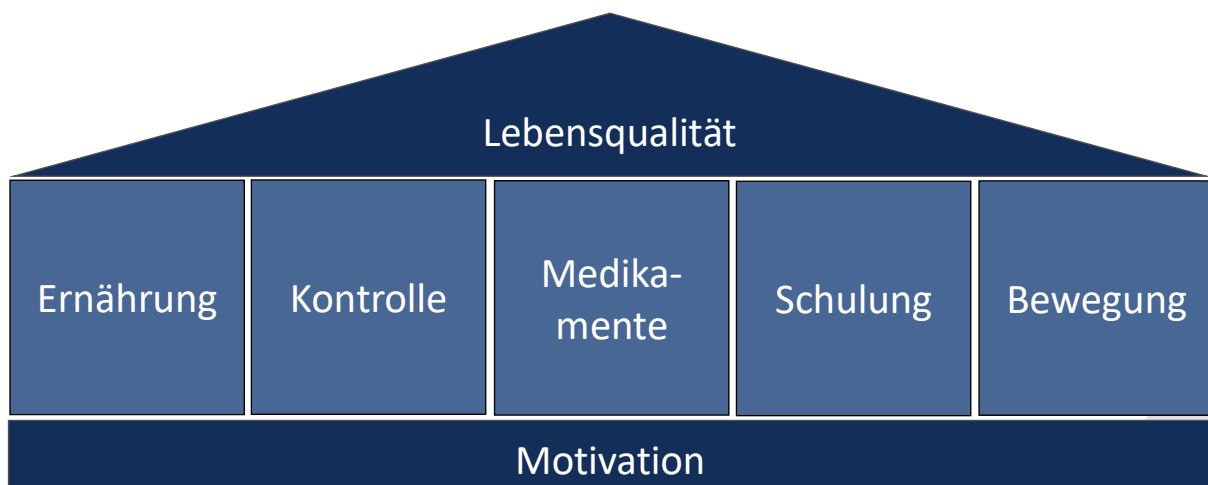 Lebensqualität
Ernährung
Kontrolle
Medika-
mente
Schulung
Bewegung
Motivation